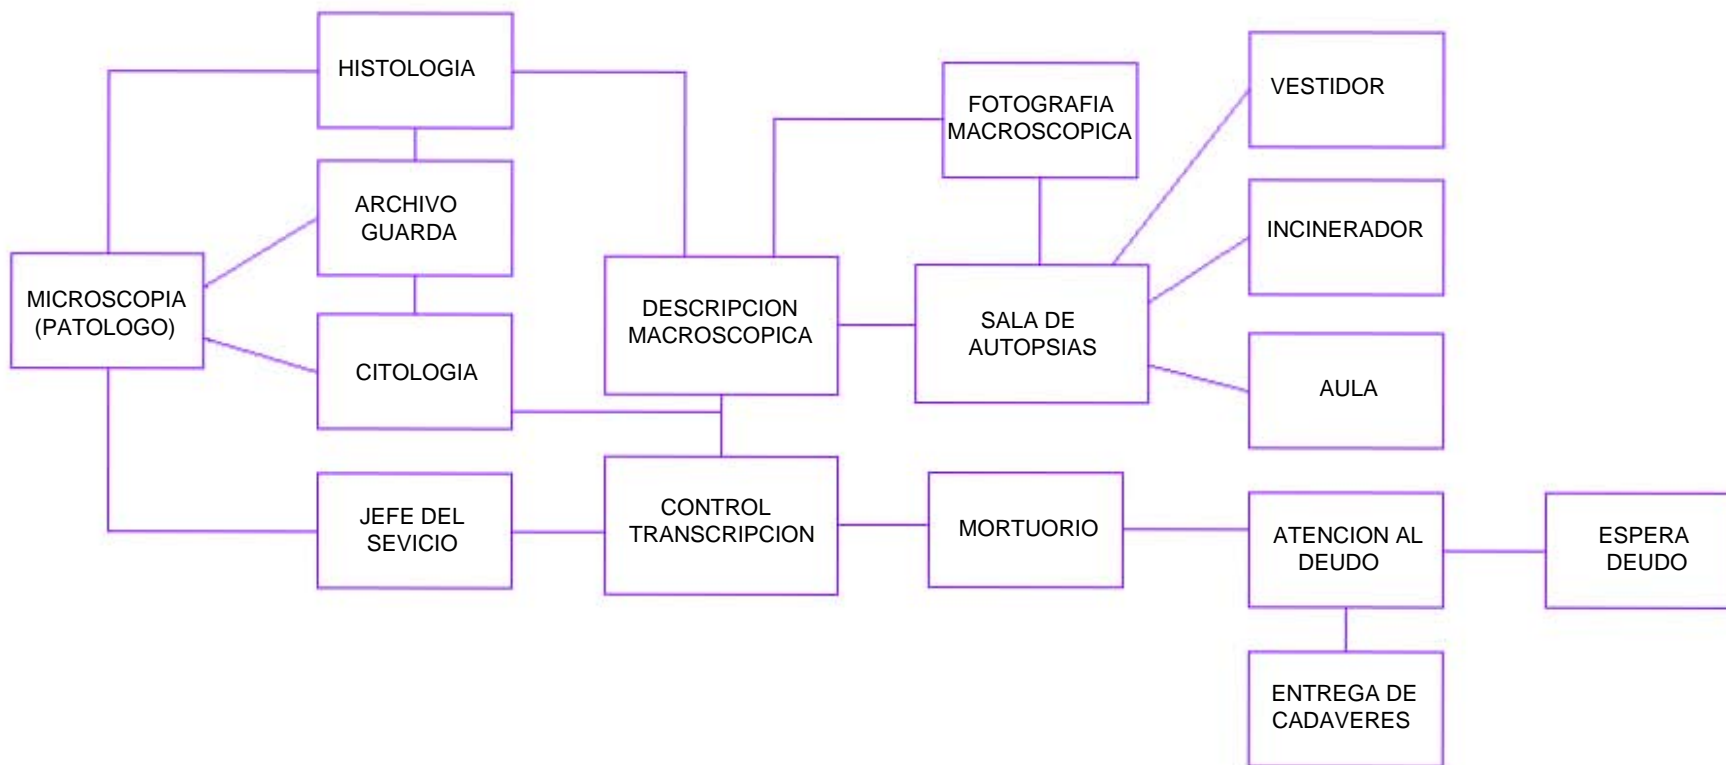 HISTOLOGIA
FOTOGRAFIA
MACROSCOPICA
VESTIDOR
ARCHIVO
GUARDA
INCINERADOR
MICROSCOPIA
(PATOLOGO)
DESCRIPCION
MACROSCOPICA
SALA DE
AUTOPSIAS
CITOLOGIA
AULA
JEFE DEL
SEVICIO
CONTROL
TRANSCRIPCION
MORTUORIO
ATENCION AL
DEUDO
ESPERA
DEUDO
ENTREGA DE
CADAVERES